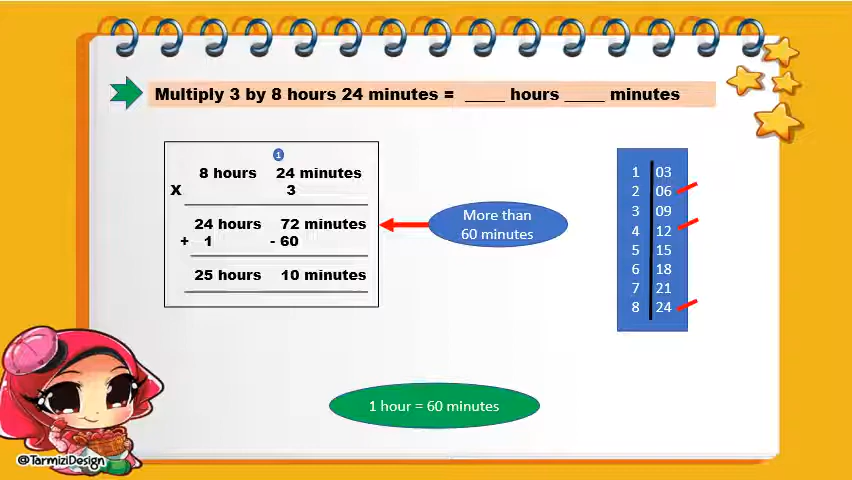 Multiply 3 by 8 hours 24 minutes = ____ hours _____ minutes
1
8 hours 24 minutes
X 3
24 hours 72 minutes
+ 1 - 60
25 hours 10 minutes
More than
60 minutes
1 03
2 06
3 09
4 12
5 15
6 18
7 21
8 24
1 hour = 60 minutes
@TarmiziDesign